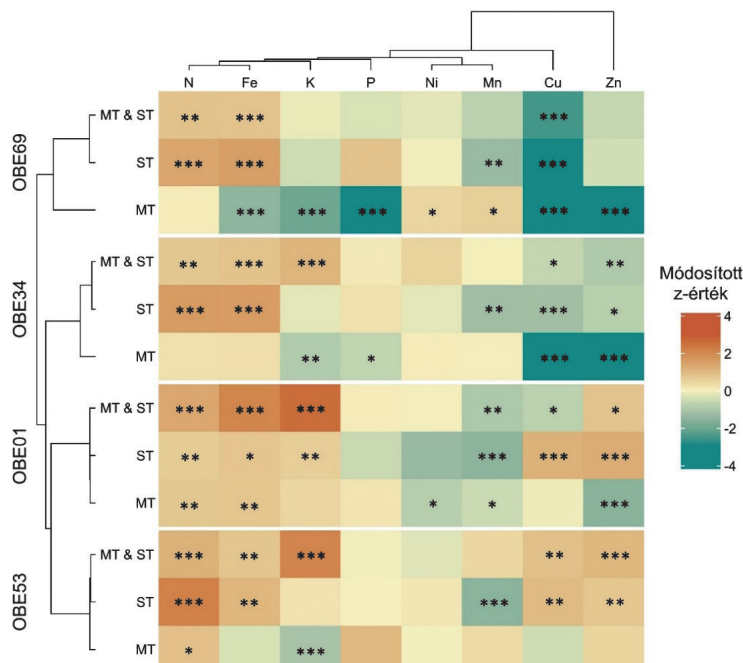 N Fe K P Ni Mn Cu Zn
OBE69
MT & ST ** *** ***
ST *** *** ** ***
MT *** *** *** * * *** ***
OBE34
MT & ST ** *** *** * **
ST *** *** ** *** *
MT ** * *** ***
OBE01
MT & ST *** *** *** ** * *
ST ** * ** *** *** ***
MT ** ** * * ***
OBE53
MT & ST *** ** *** ** ***
ST *** ** *** ** **
MT * ***
Módosított
z-érték
4
2
0
-2
-4